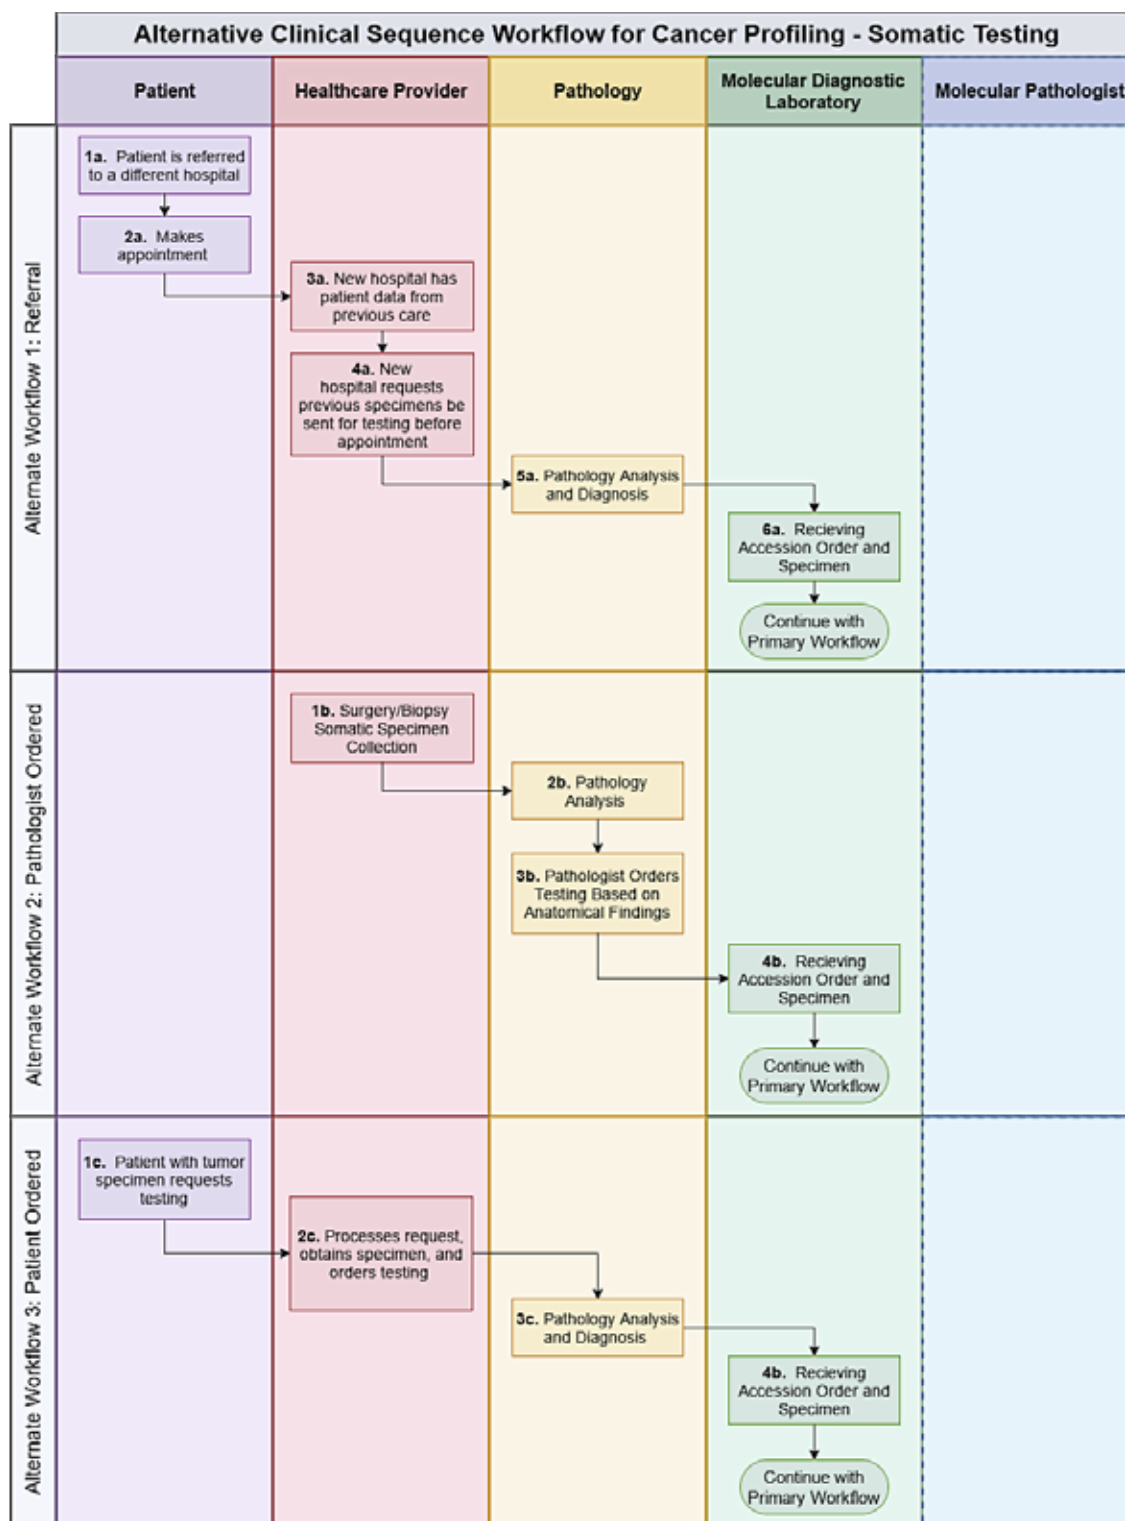 Alternative Clinical Sequence Workflow for Cancer Profiling - Somatic Testing
Patient
Healthcare Provider
Pathology
Molecular Diagnostic
Laboratory
Molecular Pathologist
Alternate Workflow 1: Referral
1a. Patient is referred
to a different hospital
2a. Makes
appointment
3a. New hospital has
patient data from
previous care
4a. New
hospital requests
previous specimens be
sent for testing before
appointment
5a. Pathology Analysis
and Diagnosis
6a. Recieving
Accession Order and
Specimen
Continue with
Primary Workflow
Alternate Workflow 2: Pathologist Ordered
1b. Surgery/Biopsy
Somatic Specimen
Collection
2b. Pathology
Analysis
3b. Pathologist Orders
Testing Based on
Anatomical Findings
4b. Recieving
Accession Order and
Specimen
Continue with
Primary Workflow
Alternate Workflow 3: Patient Ordered
1c. Patient with tumor
specimen requests
testing
2c. Processes request,
obtains specimen, and
orders testing
3c. Pathology Analysis
and Diagnosis
4b. Recieving
Accession Order and
Specimen
Continue with
Primary Workflow